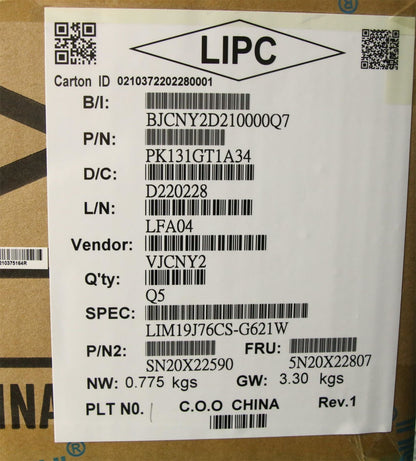 LIPC
Carton ID 0210372202280001
B/I:
BJCNY2D210000Q7
P/N:
PK131GT1A34
D/C:
D220228
L/N:
LFA04
Vendor:
VJCNY2
Q'ty:
Q5
SPEC:
LIM19J76CS-G621W
P/N2: FRU:
SN20X22590 5N20X22807
NW: 0.775 kgs GW: 3.30 kgs
PLT N0. C.O.O CHINA Rev.1